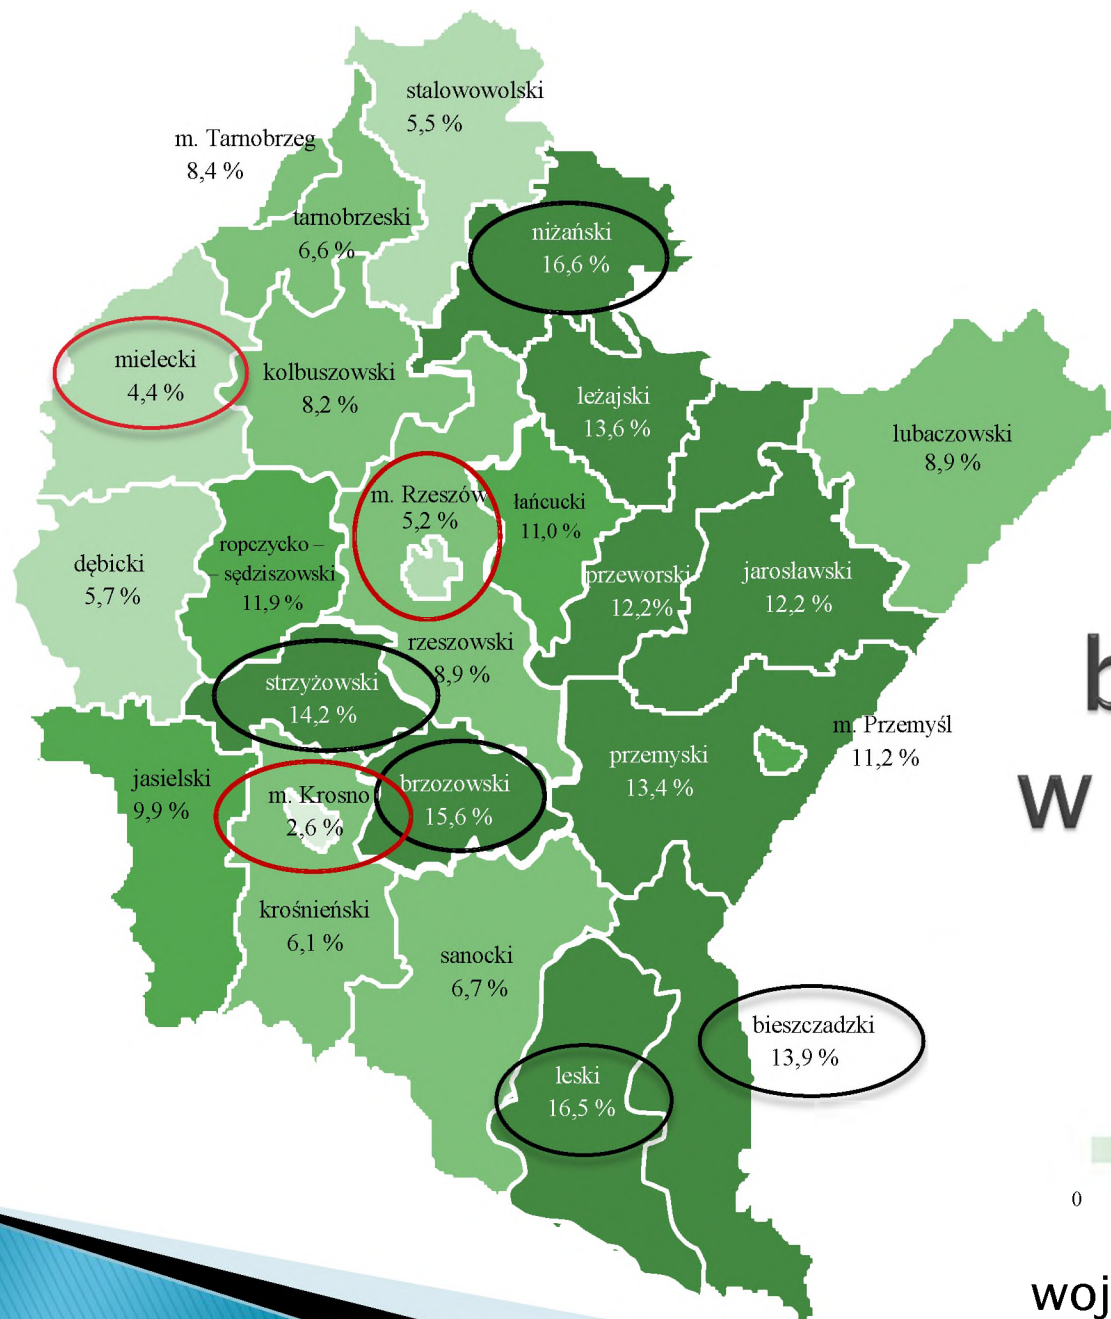 stalowowolski
5,5 %
m. Tarnobrzeg
8,4 %
tarnobrzeski
6,6 %
niżański
16,6 %
mielecki
4,4 %
kolbuszowski
8,2 %
leżajski
13,6 %
lubaczowski
8,9 %
m. Rzeszów
5,2 %
łańcucki
11,0 %
ropczycko –
– sędziszowski
11,9 %
dębicki
5,7 %
przeworski
12,2%
jarosławski
12,2 %
rzeszowski
8,9 %
strzyżowski
14,2 %
b
m. Przemyśl
11,2 %
przemyski
13,4 %
jasielski
9,9 %
m. Krosno
2,6 %
brzozowski
15,6 %
w
krośnieński
6,1 %
sanocki
6,7 %
bieszczadzki
13,9 %
leski
16,5 %
0
woj